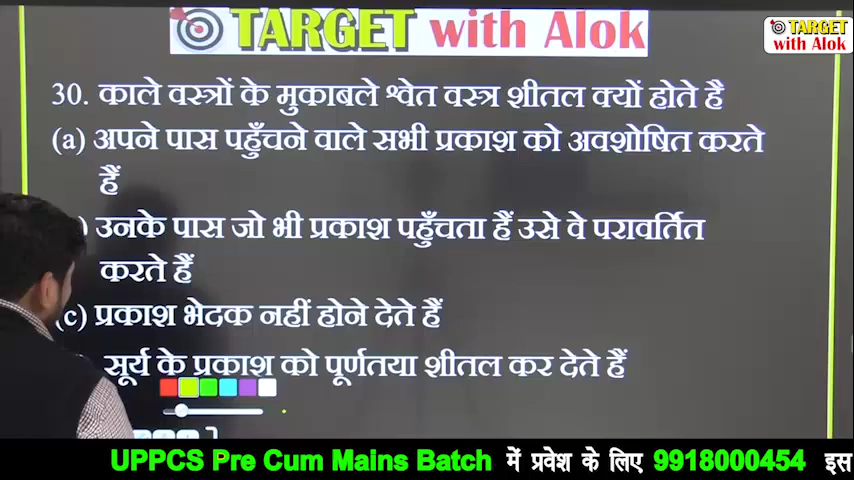 TARGET with Alok
TARGET
with Alok
30. काले वस्त्रों के मुकाबले श्वेत वस्त्र शीतल क्यों होते है
(a) अपने पास पहुँचने वाले सभी प्रकाश को अवशोषित करते
हैं
) उनके पास जो भी प्रकाश पहुँचता हैं उसे वे परावर्तित
करते हैं
(c) प्रकाश भेदक नहीं होने देते हैं
सूर्य के प्रकाश को पूर्णतया शीतल कर देते हैं
UPPCS Pre Cum Mains Batch में प्रवेश के लिए 9918000454 इस